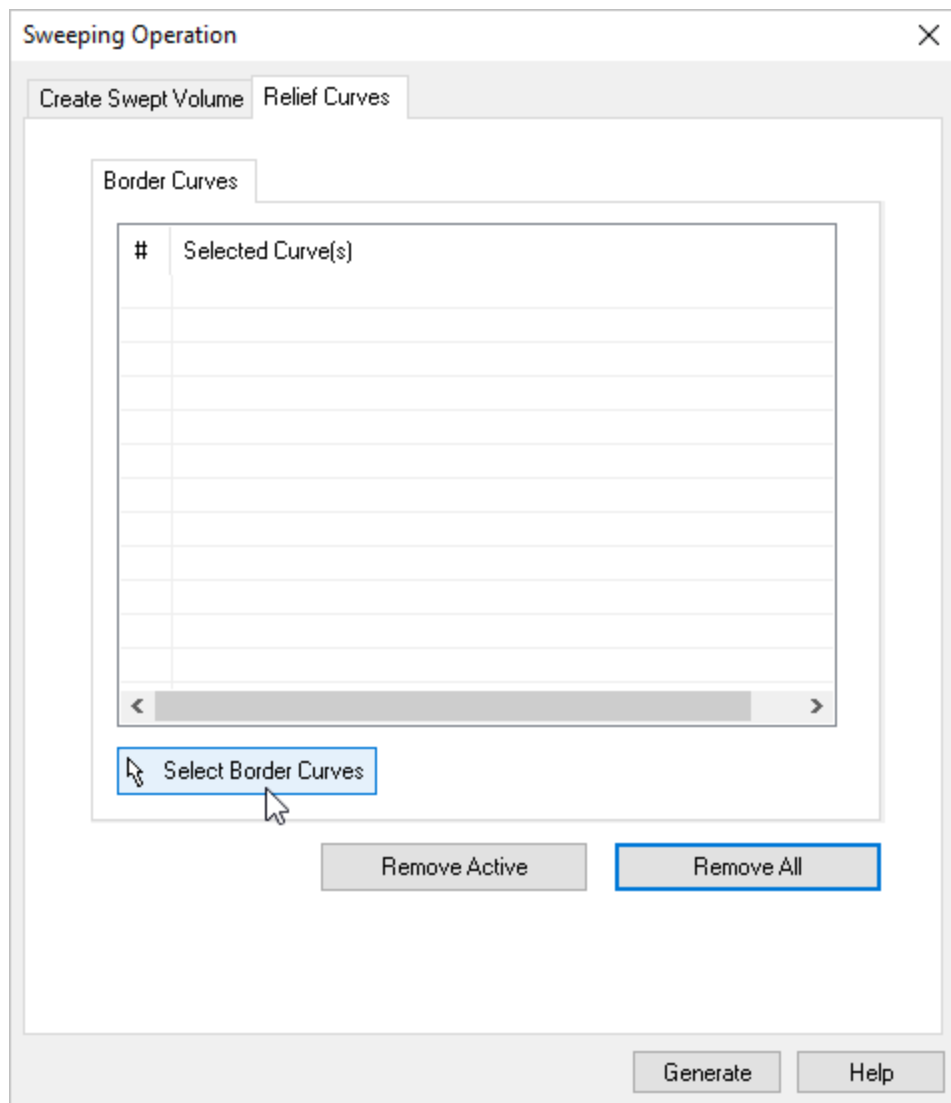 Sweeping Operation
Create Swept Volume Relief Curves
Border Curves
# Selected Curve(s)
Select Border Curves
Remove Active Remove All
Generate Help